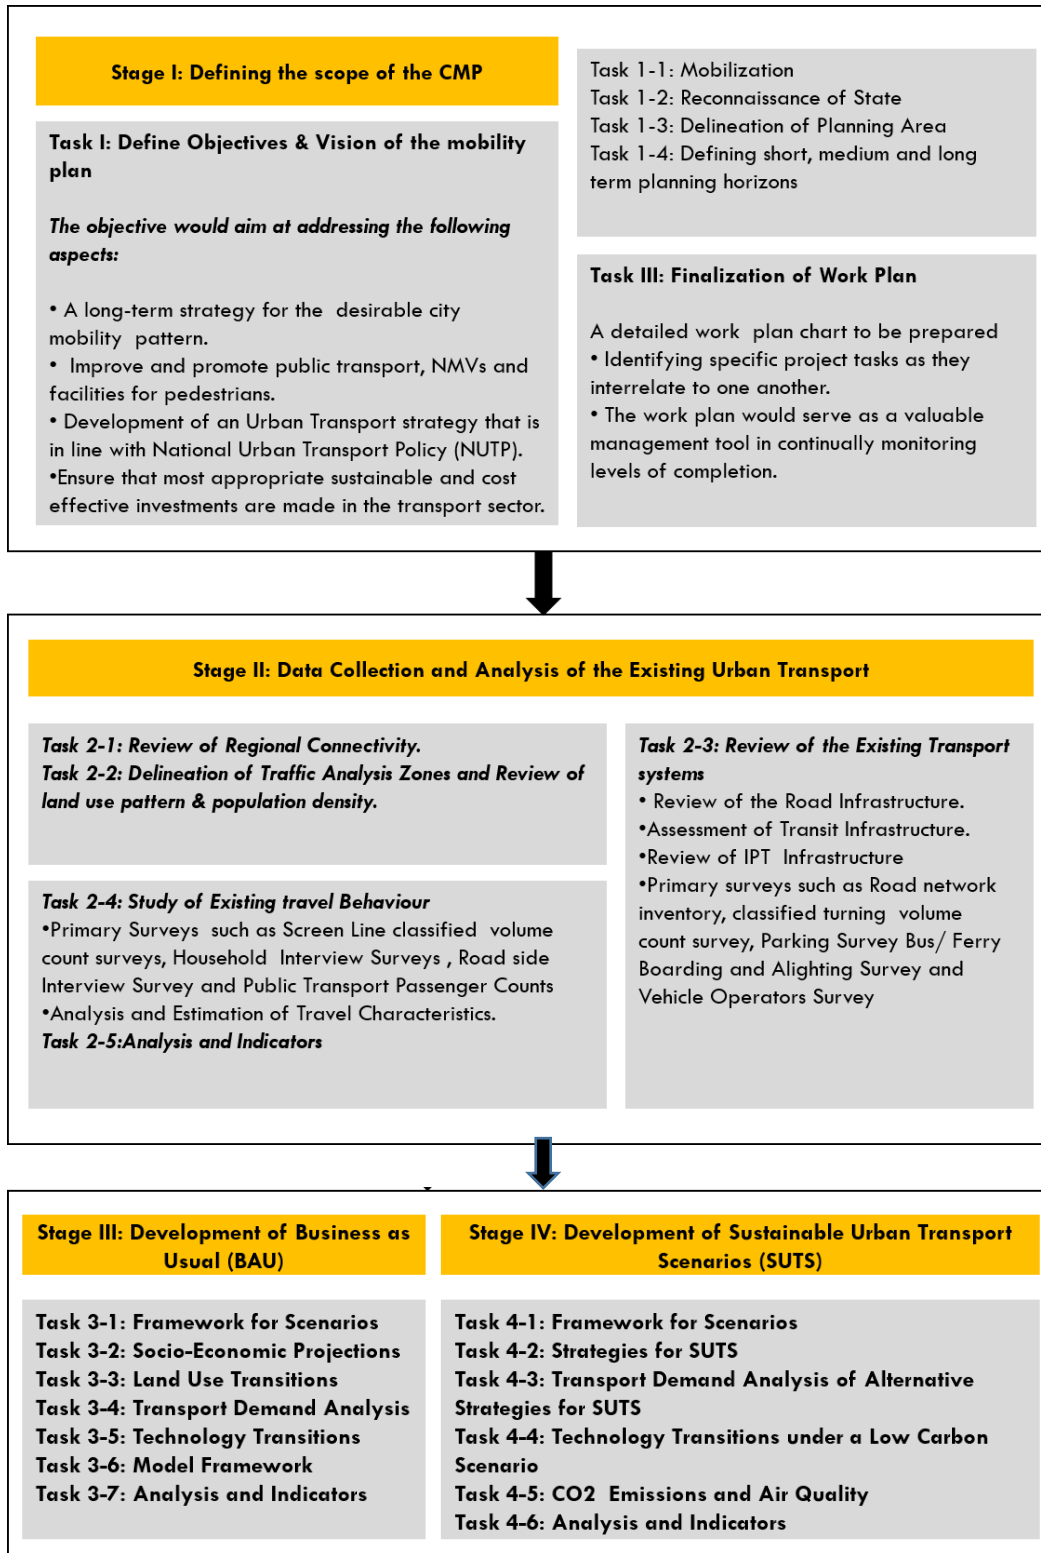 Stage I: Defining the scope of the CMP
Task I: Define Objectives & Vision of the mobility
plan
The objective would aim at addressing the following
aspects:
• A long-term strategy for the desirable city
mobility pattern.
• Improve and promote public transport, NMVs and
facilities for pedestrians.
• Development of an Urban Transport strategy that is
in line with National Urban Transport Policy (NUTP).
•Ensure that most appropriate sustainable and cost
effective investments are made in the transport sector.
Task 1-1: Mobilization
Task 1-2: Reconnaissance of State
Task 1-3: Delineation of Planning Area
Task 1-4: Defining short, medium and long
term planning horizons
Task III: Finalization of Work Plan
A detailed work plan chart to be prepared
• Identifying specific project tasks as they
interrelate to one another.
• The work plan would serve as a valuable
management tool in continually monitoring
levels of completion.
Stage II: Data Collection and Analysis of the Existing Urban Transport
Task 2-1: Review of Regional Connectivity.
Task 2-2: Delineation of Traffic Analysis Zones and Review of
land use pattern & population density.
Task 2-4: Study of Existing travel Behaviour
•Primary Surveys such as Screen Line classified volume
count surveys, Household Interview Surveys , Road side
Interview Survey and Public Transport Passenger Counts
•Analysis and Estimation of Travel Characteristics.
Task 2-5:Analysis and Indicators
Task 2-3: Review of the Existing Transport
systems
• Review of the Road Infrastructure.
•Assessment of Transit Infrastructure.
•Review of IPT Infrastructure
•Primary surveys such as Road network
inventory, classified turning volume
count survey, Parking Survey Bus/ Ferry
Boarding and Alighting Survey and
Vehicle Operators Survey
Stage III: Development of Business as
Usual (BAU)
Task 3-1: Framework for Scenarios
Task 3-2: Socio-Economic Projections
Task 3-3: Land Use Transitions
Task 3-4: Transport Demand Analysis
Task 3-5: Technology Transitions
Task 3-6: Model Framework
Task 3-7: Analysis and Indicators
Stage IV: Development of Sustainable Urban Transport
Scenarios (SUTS)
Task 4-1: Framework for Scenarios
Task 4-2: Strategies for SUTS
Task 4-3: Transport Demand Analysis of Alternative
Strategies for SUTS
Task 4-4: Technology Transitions under a Low Carbon
Scenario
Task 4-5: CO2 Emissions and Air Quality
Task 4-6: Analysis and Indicators